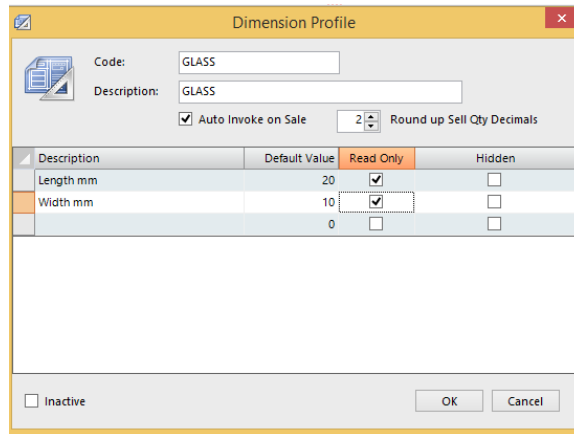 Dimension Profile
Code: GLASS
Description: GLASS
Auto Invoke on Sale 2 Round up Sell Qty Decimals
Description Default Value Read Only Hidden
Length mm 20
Width mm 10
0
Inactive OK Cancel